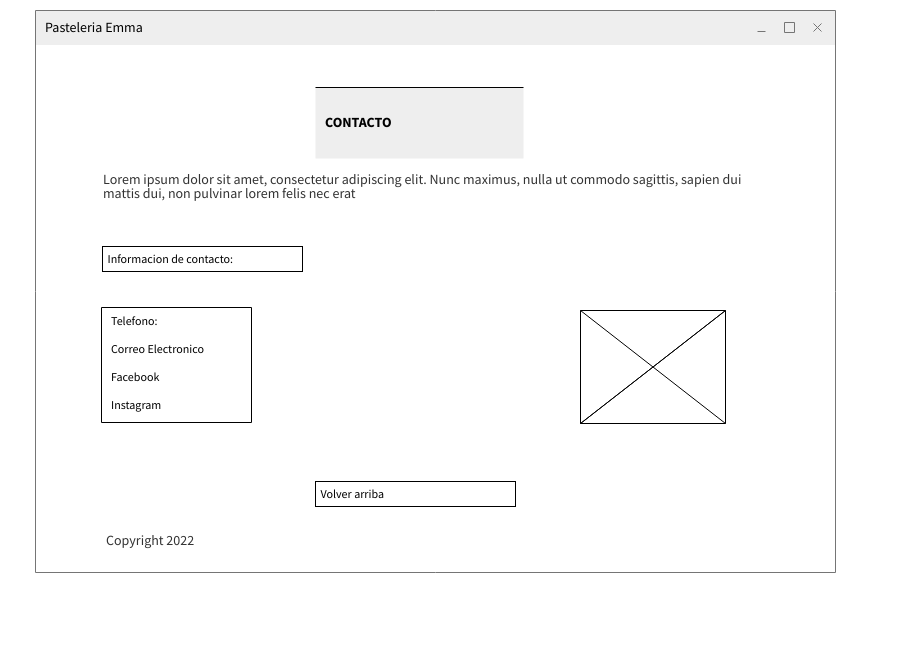 Pasteleria Emma
CONTACTO
Lorem ipsum dolor sit amet, consectetur adipiscing elit. Nunc maximus, nulla ut commodo sagittis, sapien dui
mattis dui, non pulvinar lorem felis nec erat
Informacion de contacto:
Telefono:
Correo Electronico
Facebook
Instagram
Volver arriba
Copyright 2022